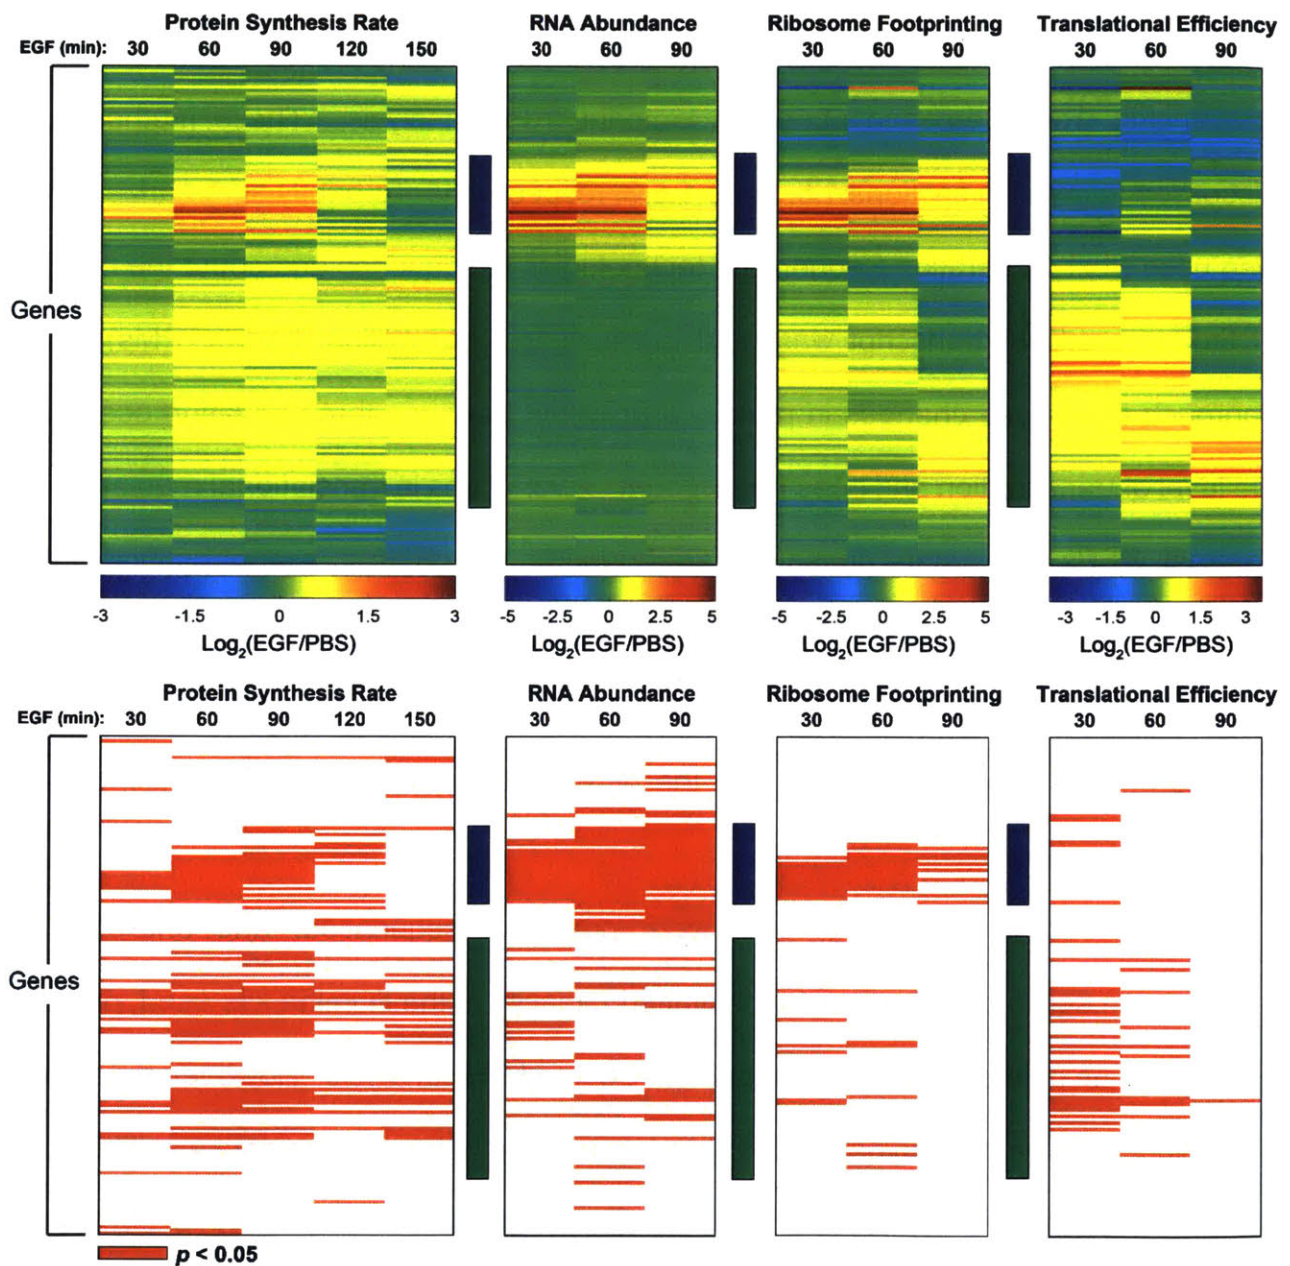 Protein Synthesis Rate RNA Abundance Ribosome Footprinting Translational Efficiency
EGF (min): 30 60 90 120 150 30 60 90 30 60 90 30 60 90
Genes
-3 -1.5 0 1.5 3 -5 -2.5 0 2.5 5 -5 -2.5 0 2.5 5 -3 -1.5 0 1.5 3
Log2(EGF/PBS) Log2(EGF/PBS) Log2(EGF/PBS) Log2(EGF/PBS)
Protein Synthesis Rate RNA Abundance Ribosome Footprinting Translational Efficiency
EGF (min): 30 60 90 120 150 30 60 90 30 60 90 30 60 90
Genes
p < 0.05